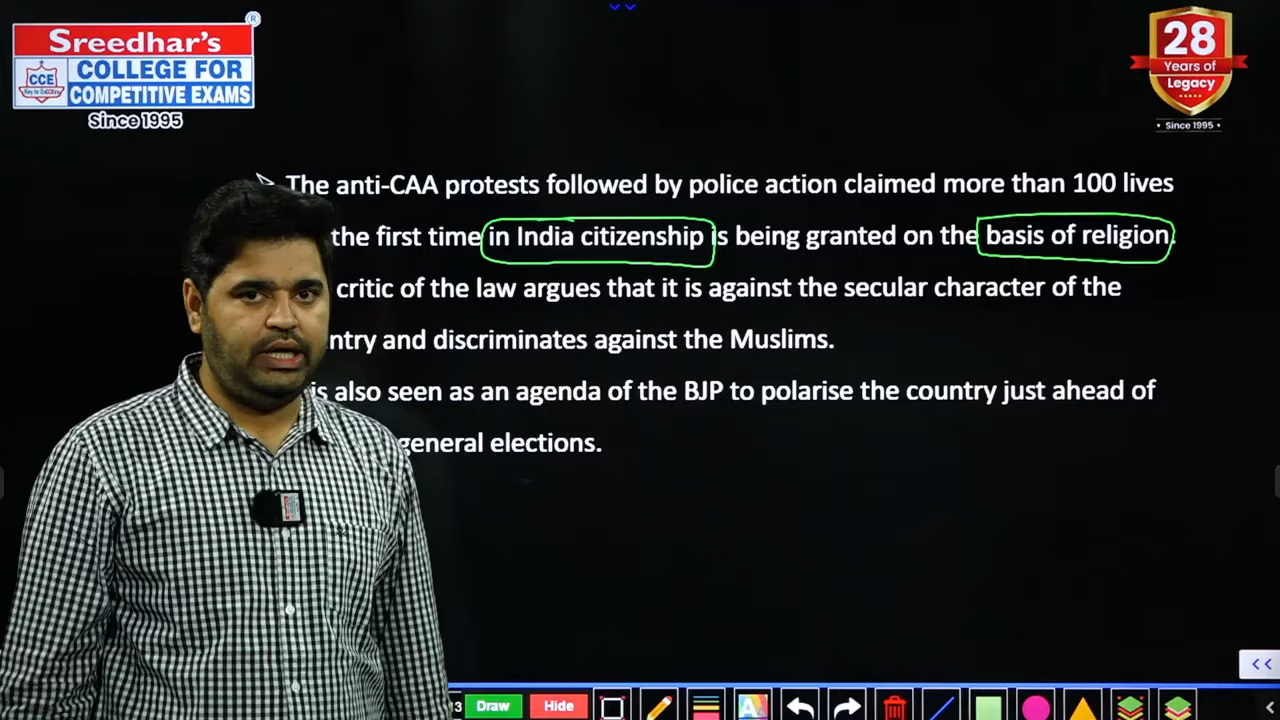 Sreedhar's
CCE
COLLEGE FOR
COMPETITIVE EXAMS
Since 1995
28
Years of
Legacy
• Since 1995 •
The anti-CAA protests followed by police action claimed more than 100 lives
the first time in India citizenship is being granted on the basis of religion.
critic of the law argues that it is against the secular character of the
ntry and discriminates against the Muslims.
is also seen as an agenda of the BJP to polarise the country just ahead of
general elections.
Draw
Hide